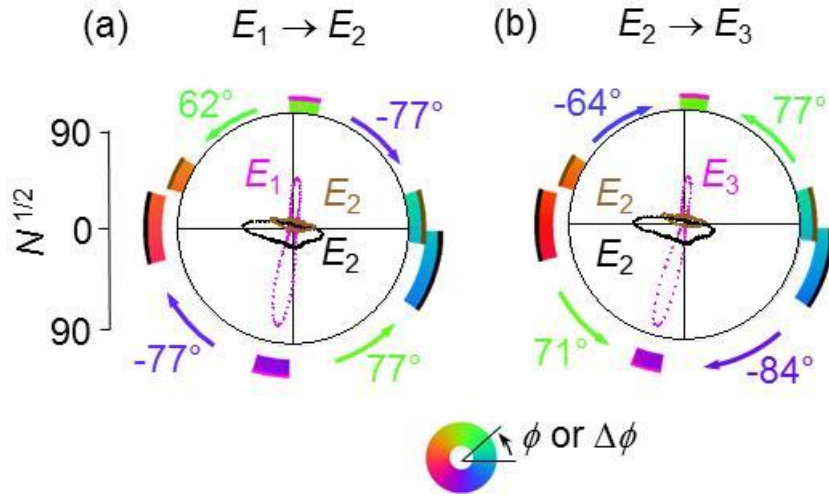 (a) E₁ → E₂
(b) E₂ → E₃
62° -77°
-64° 77°
90
N^1/2
0
90
E₁ E₂
E₂
E₂ E₃
E₂
-77° 77°
71° -84°
ϕ or Δϕ